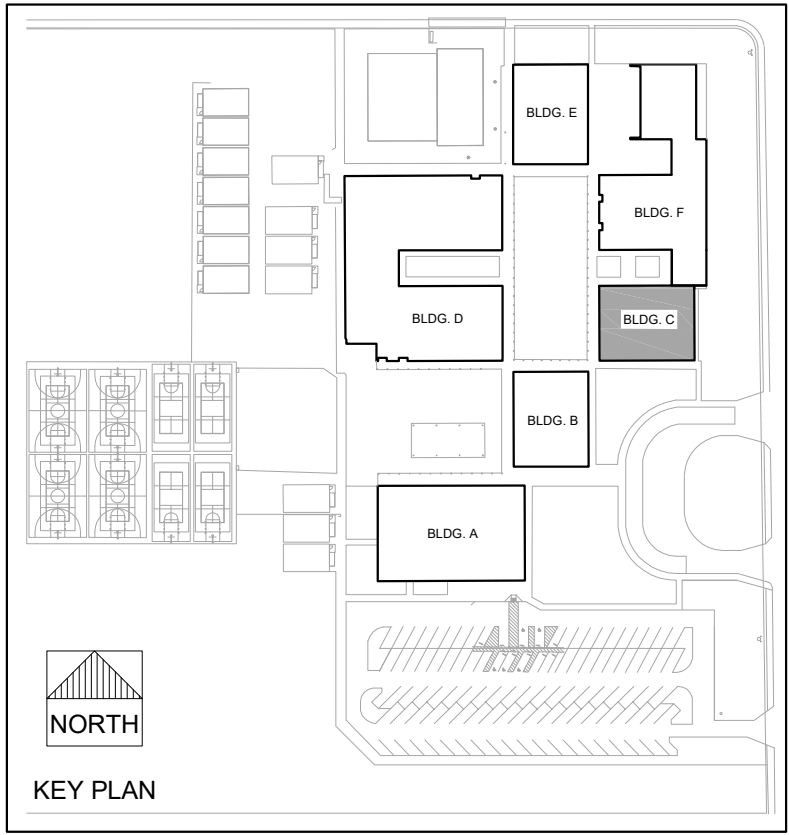 BLDG. E
BLDG. F
BLDG. D
BLDG. C
BLDG. B
BLDG. A
NORTH
KEY PLAN